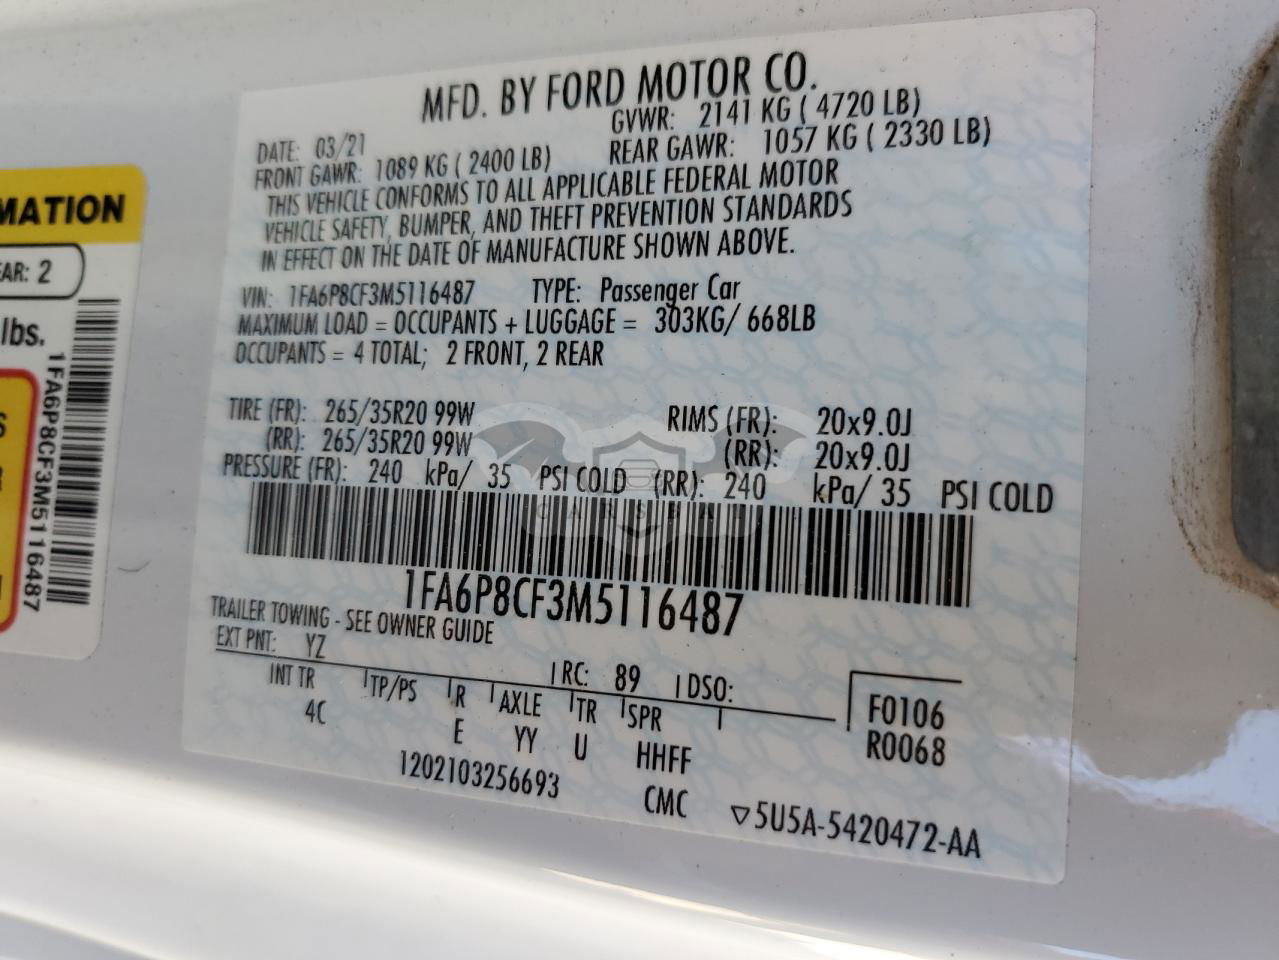 MFD. BY FORD MOTOR CO.
DATE: 03/21 GVWR: 2141 KG ( 4720 LB)
FRONT GAWR: 1089 KG ( 2400 LB) REAR GAWR: 1057 KG ( 2330 LB)
THIS VEHICLE CONFORMS TO ALL APPLICABLE FEDERAL MOTOR
VEHICLE SAFETY, BUMPER, AND THEFT PREVENTION STANDARDS
IN EFFECT ON THE DATE OF MANUFACTURE SHOWN ABOVE.
VIN: 1FA6P8CF3M5116487 TYPE: Passenger Car
MAXIMUM LOAD = OCCUPANTS + LUGGAGE = 303KG/ 668LB
OCCUPANTS = 4 TOTAL; 2 FRONT, 2 REAR
TIRE (FR): 265/35R20 99W RIMS (FR): 20x9.0J
(RR): 265/35R20 99W (RR): 20x9.0J
PRESSURE (FR): 240 kPa/ 35 PSI COLD (RR): 240 kPa/ 35 PSI COLD
1FA6P8CF3M5116487
TRAILER TOWING - SEE OWNER GUIDE
EXT PNT: YZ RC: 89 DSO:
INT TR TP/PS R AXLE TR SPR F0106
4C E YY U HHFF R0068
1202103256693 CMC ▽5U5A-5420472-AA
MATION
EAR: 2
lbs.
1FA6P8CF3M5116487